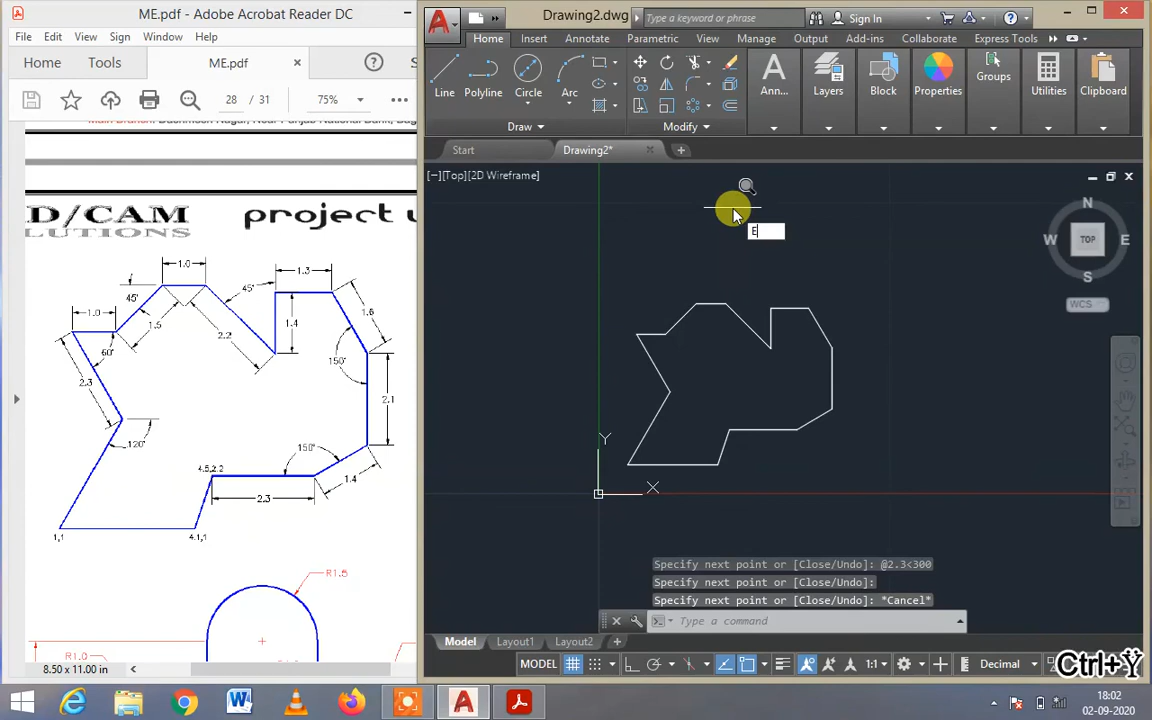 ME.pdf - Adobe Acrobat Reader DC
File Edit View Sign Window Help
Home Tools ME.pdf × ?
28 / 31 75%
D/CAM project
OLUTIONS
1.0
1.3
45°
45°
1.0
1.5
1.4
1.6
2.2
60°
150°
2.3
2.1
120°
150°
4.5,2.2
1.4
2.3
1,1
4.1,1
R1.5
R1.0
8.50 x 11.00 in
A Drawing2.dwg Type a keyword or phrase Sign In
Home Insert Annotate Parametric View Manage Output Add-ins Collaborate Express Tools
Line Polyline Circle Arc Ann... Layers Block Properties Groups Utilities Clipboard
Draw Modify
Start Drawing2* +
[−][Top][2D Wireframe]
E
N
W TOP E
S
WCS
Y
X
Specify next point or [Close/Undo]: @2.3<300
Specify next point or [Close/Undo]:
Specify next point or [Close/Undo]: *Cancel*
Type a command
Model Layout1 Layout2 +
MODEL 1:1 Decimal
Ctrl+Y
18:02
02-09-2020